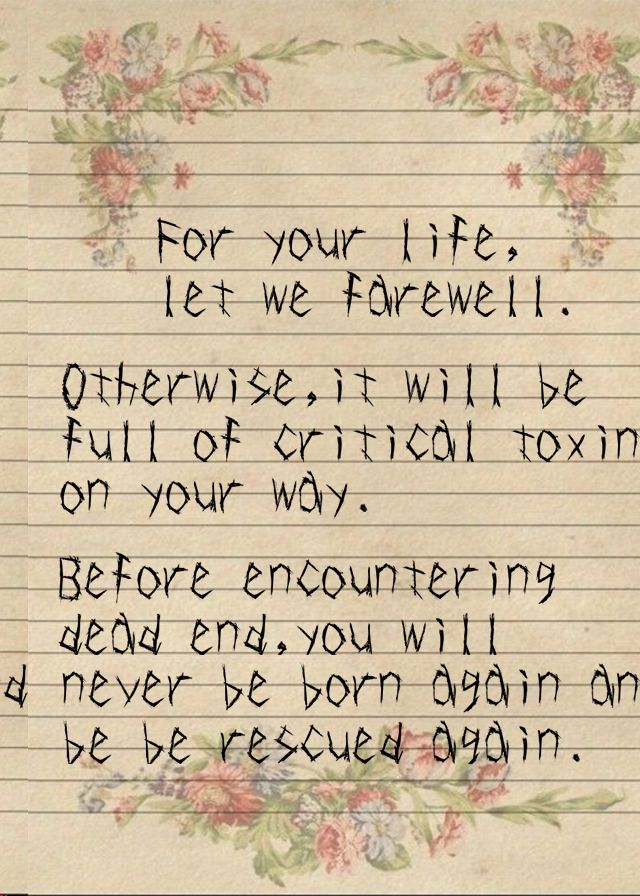 For your life,
let we farewell.
Otherwise,it will be
full of critical toxin
on your way.
Before encountering
dead end,you will
d never be born again an
be be rescued again.